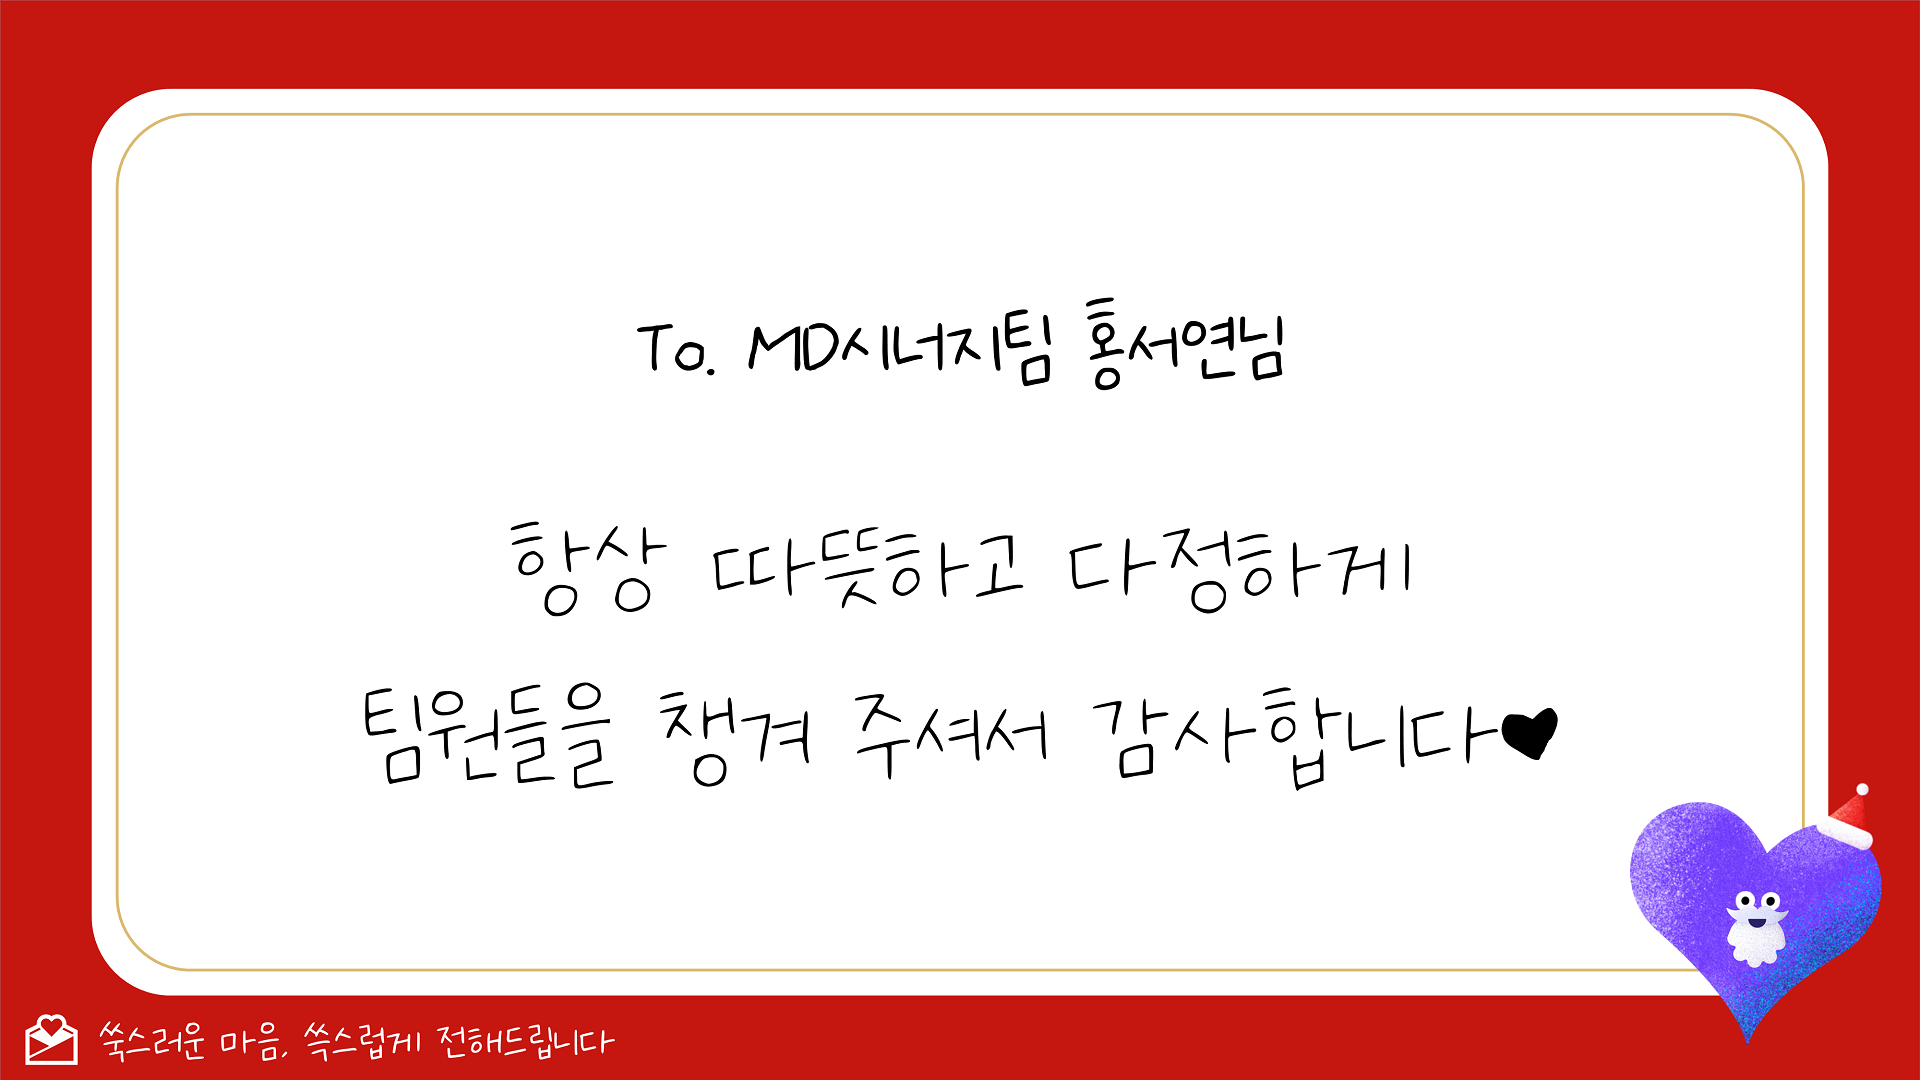 To. MD시너지팀 홍서연님
항상 따뜻하고 다정하게
팀원들을 챙겨 주셔서 감사합니다♥
쑥스러운 마음, 쓱스럽게 전해드립니다